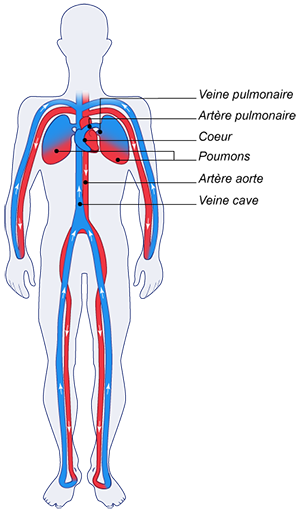 Veine pulmonaire
Artère pulmonaire
Coeur
Poumons
Artère aorte
Veine cave